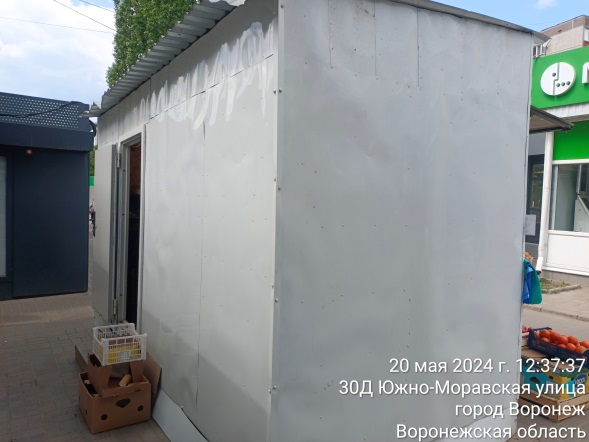 20 мая 2024 г. 12:37:37
30Д Южно-Моравская улица
город Воронеж
Воронежская область